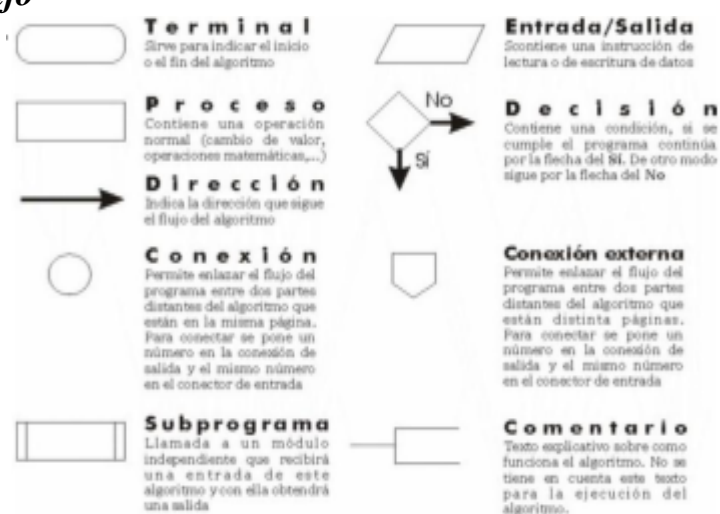 Terminal
Sirve para indicar el inicio
o el fin del algoritmo
Entrada/Salida
Scontiene una instrucción de
lectura o de escritura de datos
Proceso
Contiene una operación
normal (cambio de valor,
operaciones matemáticas,...)
No
Sí
Decisión
Contiene una condición, si se
cumple el programa continúa
por la flecha del Sí. De otro modo
sigue por la flecha del No
Dirección
Indica la dirección que sigue
el flujo del algoritmo
Conexión
Permite enlazar el flujo del
programa entre dos partes
distantes del algoritmo que
están en la misma página.
Para conectar se pone un
número en la conexión de
salida y el mismo número
en el conector de entrada
Conexión externa
Permite enlazar el flujo del
programa entre dos partes
distantes del algoritmo que
están distinta páginas.
Para conectar se pone un
número en la conexión de
salida y el mismo número
en el conector de entrada
Subprograma
Llamada a un módulo
independiente que recibirá
una entrada de este
algoritmo y con ella obtendrá
una salida
Comentario
Texto explicativo sobre como
funciona el algoritmo. No se
tiene en cuenta este texto
para la ejecución del
algoritmo.